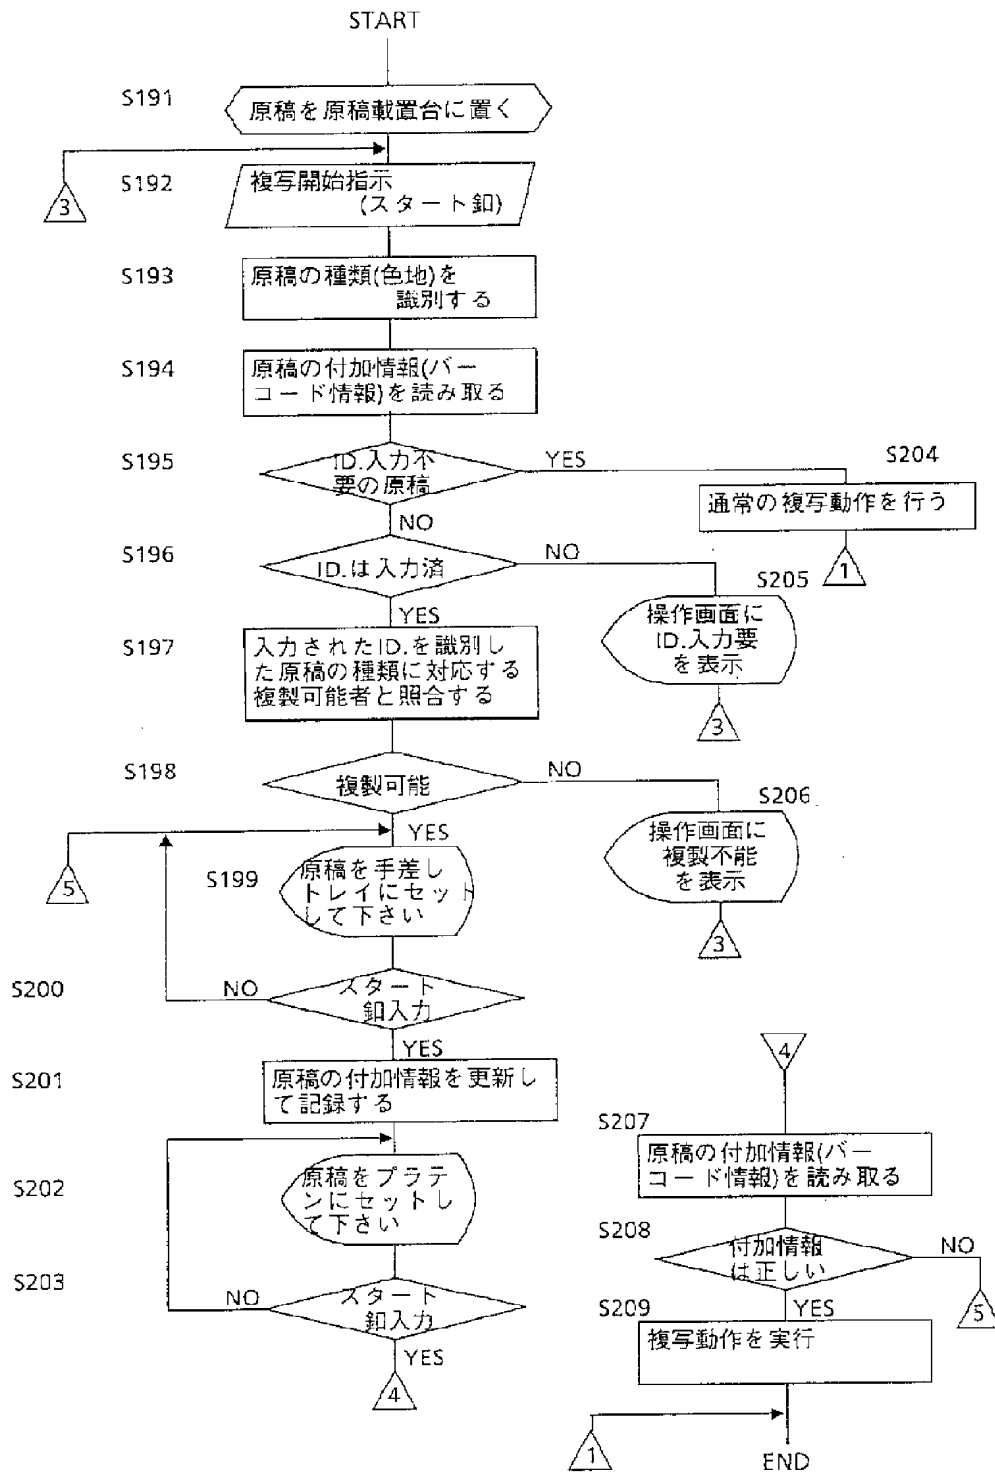 START
S191
原稿を原稿載置台に置く
3
S192
複写開始指示
(スタート釦)
S193
原稿の種類(色地)を
識別する
S194
原稿の付加情報(バー
コード情報)を読み取る
S195
ID.入力不
要の原稿
YES
S204
通常の複写動作を行う
1
NO
S196
ID.は入力済
NO
S205
操作画面に
ID.入力要
を表示
3
YES
S197
入力されたID.を識別し
た原稿の種類に対応する
複製可能者と照合する
S198
複製可能
NO
S206
操作画面に
複製不能
を表示
3
YES
5
S199
原稿を手差し
トレイにセット
して下さい
S200
NO
スタート
釦入力
YES
S201
原稿の付加情報を更新し
て記録する
S202
原稿をプラテ
ンにセットし
て下さい
S203
NO
スタート
釦入力
YES
4
4
S207
原稿の付加情報(バー
コード情報)を読み取る
S208
付加情報
は正しい
NO
5
YES
S209
複写動作を実行
1
END